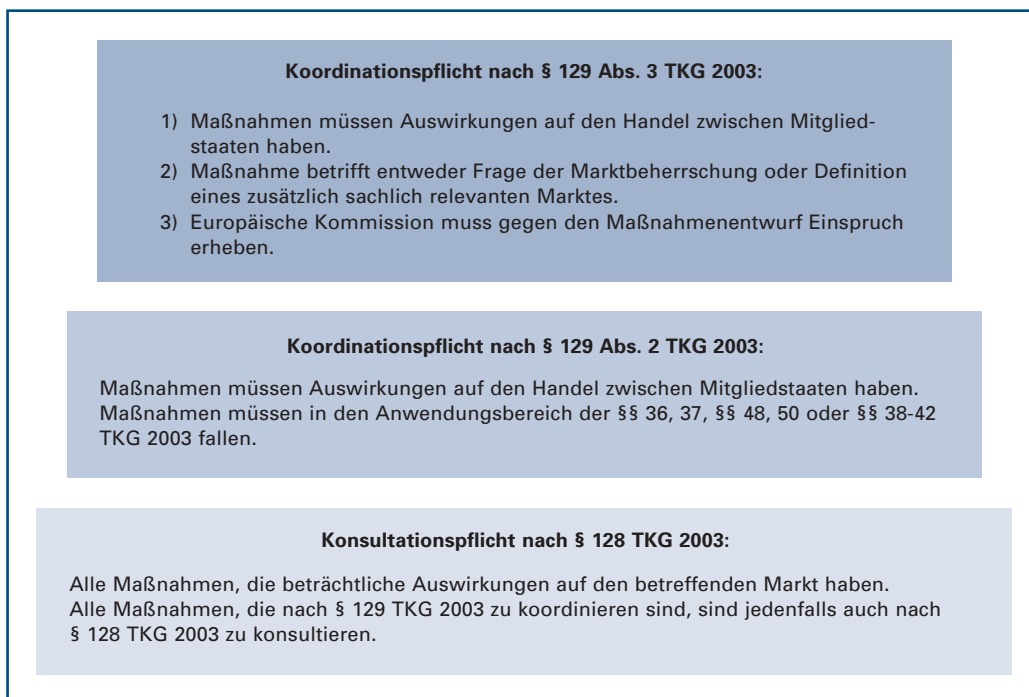 Koordinationspflicht nach § 129 Abs. 3 TKG 2003:
1) Maßnahmen müssen Auswirkungen auf den Handel zwischen Mitglied-
staaten haben.
2) Maßnahme betrifft entweder Frage der Marktbeherrschung oder Definition
eines zusätzlich sachlich relevanten Marktes.
3) Europäische Kommission muss gegen den Maßnahmenentwurf Einspruch
erheben.
Koordinationspflicht nach § 129 Abs. 2 TKG 2003:
Maßnahmen müssen Auswirkungen auf den Handel zwischen Mitgliedstaaten haben.
Maßnahmen müssen in den Anwendungsbereich der §§ 36, 37, §§ 48, 50 oder §§ 38-42
TKG 2003 fallen.
Konsultationspflicht nach § 128 TKG 2003:
Alle Maßnahmen, die beträchtliche Auswirkungen auf den betreffenden Markt haben.
Alle Maßnahmen, die nach § 129 TKG 2003 zu koordinieren sind, sind jedenfalls auch nach
§ 128 TKG 2003 zu konsultieren.